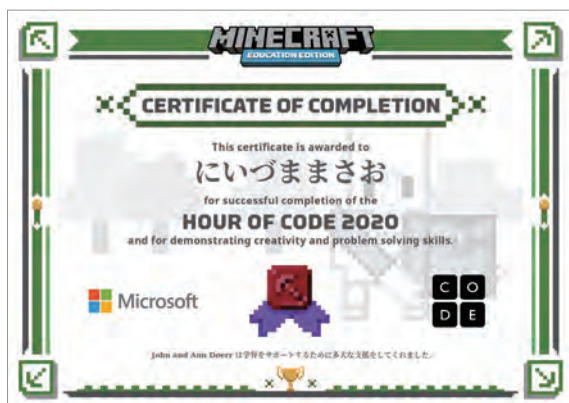 MINECRAFT
EDUCATION EDITION
CERTIFICATE OF COMPLETION
This certificate is awarded to
にいづままさお
for successful completion of the
HOUR OF CODE 2020
and for demonstrating creativity and problem solving skills.
Microsoft
CO
DE
John and Ann Doerr は学習をサポートするために多大な支援をしてくれました。